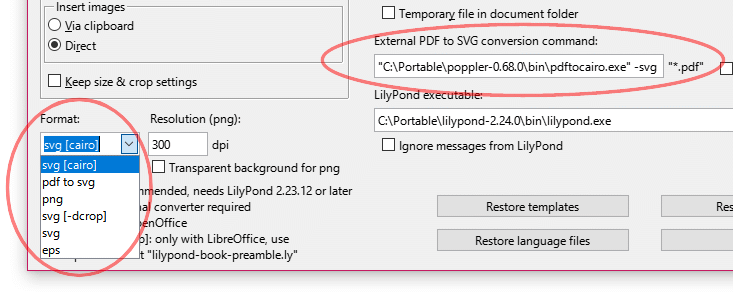 Insert images
Via clipboard
Direct
Keep size & crop settings
Format:
svg [cairo]
svg [cairo]
pdf to svg
png
svg [-dcrop]
svg
eps
Resolution (png):
300 dpi
Transparent background for png
mmended, needs LilyPond 2.23.12 or later
nal converter required
penOffice
p]: only with LibreOffice, use
t "lilypond-book-preamble.ly"
Temporary file in document folder
External PDF to SVG conversion command:
"C:\Portable\poppler-0.68.0\bin\pdftocairo.exe" -svg "*.pdf"
LilyPond executable:
C:\Portable\lilypond-2.24.0\bin\lilypond.exe
Ignore messages from LilyPond
Restore templates
Res
Restore language files